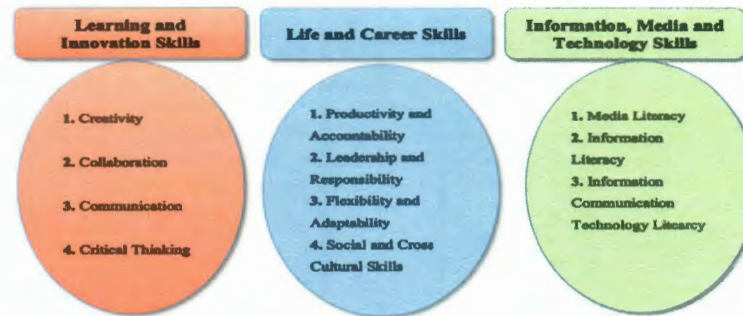 Learning and
Innovation Skills
1. Creativity
2. Collaboration
3. Communication
4. Critical Thinking
Life and Career Skills
1. Productivity and
Accountability
2. Leadership and
Responsibility
3. Flexibility and
Adaptability
4. Social and Cross
Cultural Skills
Information, Media and
Technology Skills
1. Media Literacy
2. Information
Literacy
3. Information
Communication
Technology Litearcy